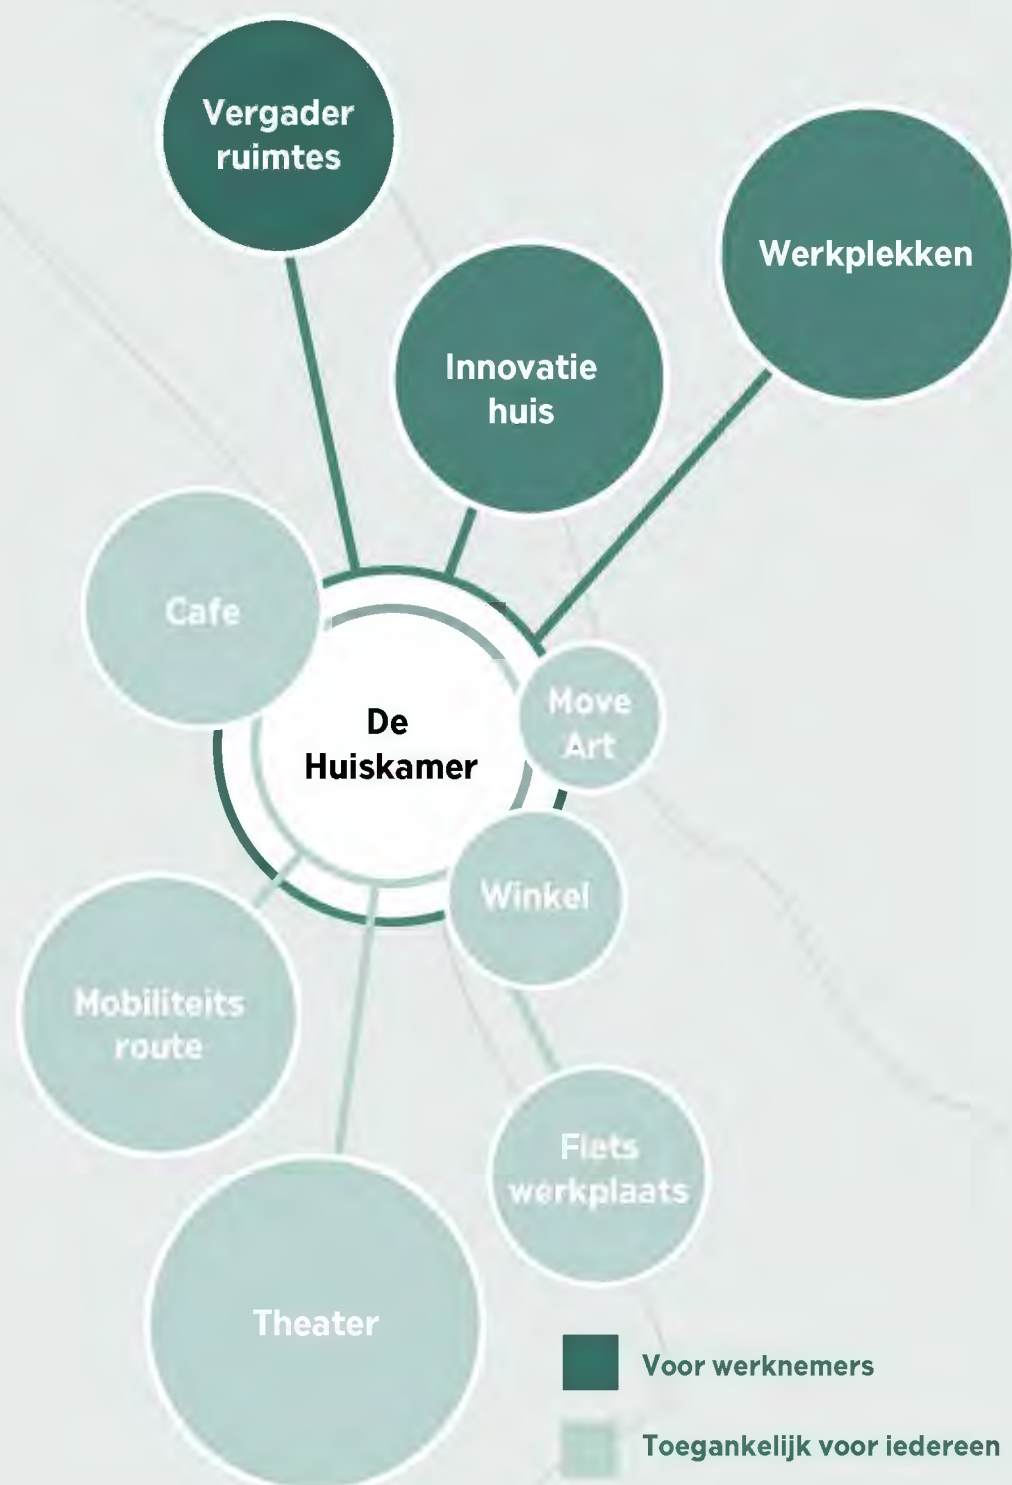 Vergader
ruimtes
Werkplekken
Innovatie
huis
Cafe
Move
Art
De
Huiskamer
Winkel
Mobiliteits
route
Fiets
werkplaats
Theater
Voor werknemers
Toegankelijk voor iedereen